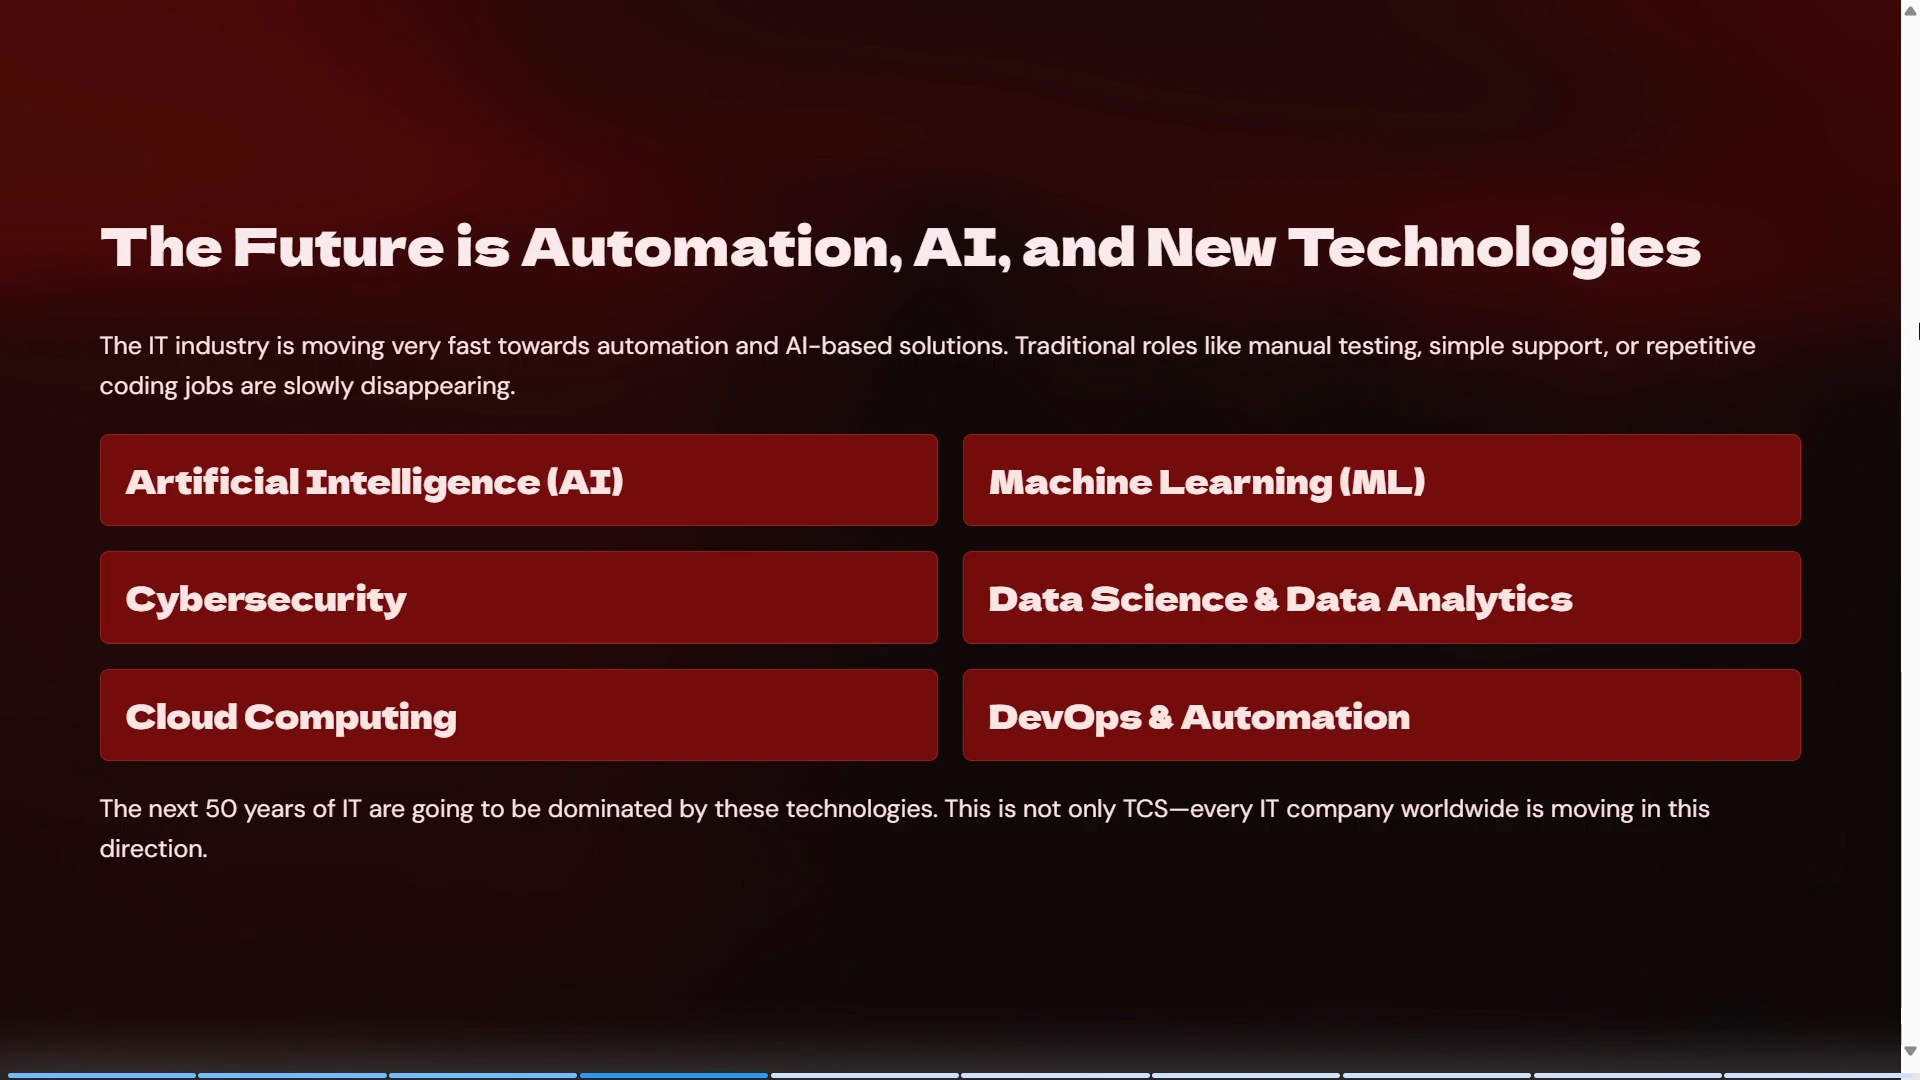 The Future is Automation, AI, and New Technologies
The IT industry is moving very fast towards automation and AI-based solutions. Traditional roles like manual testing, simple support, or repetitive
coding jobs are slowly disappearing.
Artificial Intelligence (AI)
Machine Learning (ML)
Cybersecurity
Data Science & Data Analytics
Cloud Computing
DevOps & Automation
The next 50 years of IT are going to be dominated by these technologies. This is not only TCS—every IT company worldwide is moving in this
direction.